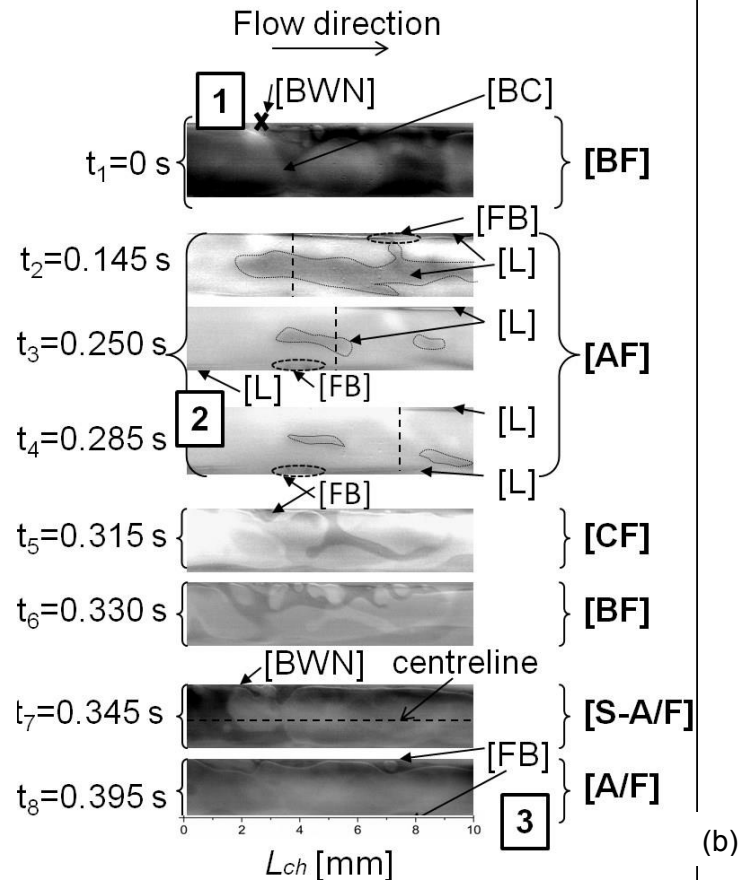 Flow direction
1
[BWN]
[BC]
t₁=0 s
[BF]
[FB]
t₂=0.145 s
[L]
t₃=0.250 s
[L]
[AF]
[L]
[FB]
2
t₄=0.285 s
[L]
[L]
[FB]
t₅=0.315 s
[CF]
t₆=0.330 s
[BF]
[BWN]
centreline
t₇=0.345 s
[S-A/F]
[FB]
t₈=0.395 s
[A/F]
3
0 2 4 6 8 10
(b)
Lch [mm]